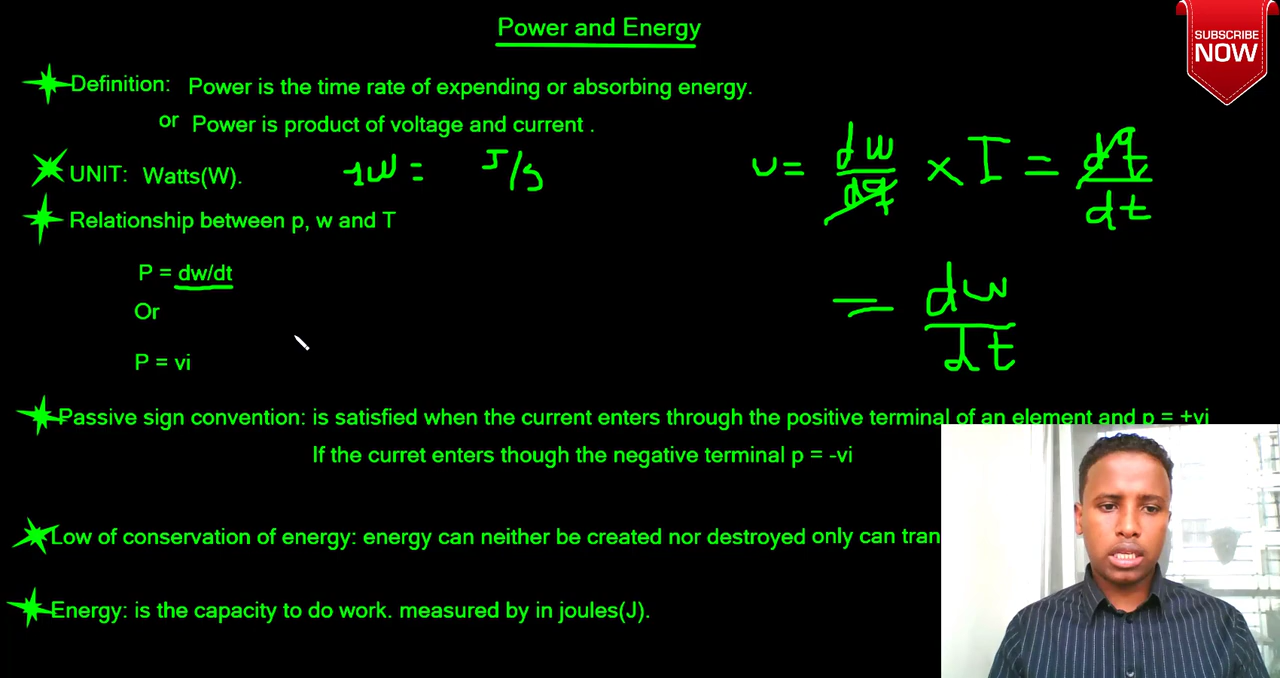 Power and Energy
SUBSCRIBE
NOW
Definition: Power is the time rate of expending or absorbing energy.
or Power is product of voltage and current .
UNIT: Watts(W). 1W = J/s
v = dw/dq × I = dq/dt
Relationship between p, w and T
P = dw/dt
= dw/dt
Or
P = vi
Passive sign convention: is satisfied when the current enters through the positive terminal of an element and p = +vi
If the curret enters though the negative terminal p = -vi
Low of conservation of energy: energy can neither be created nor destroyed only can tran
Energy: is the capacity to do work. measured by in joules(J).